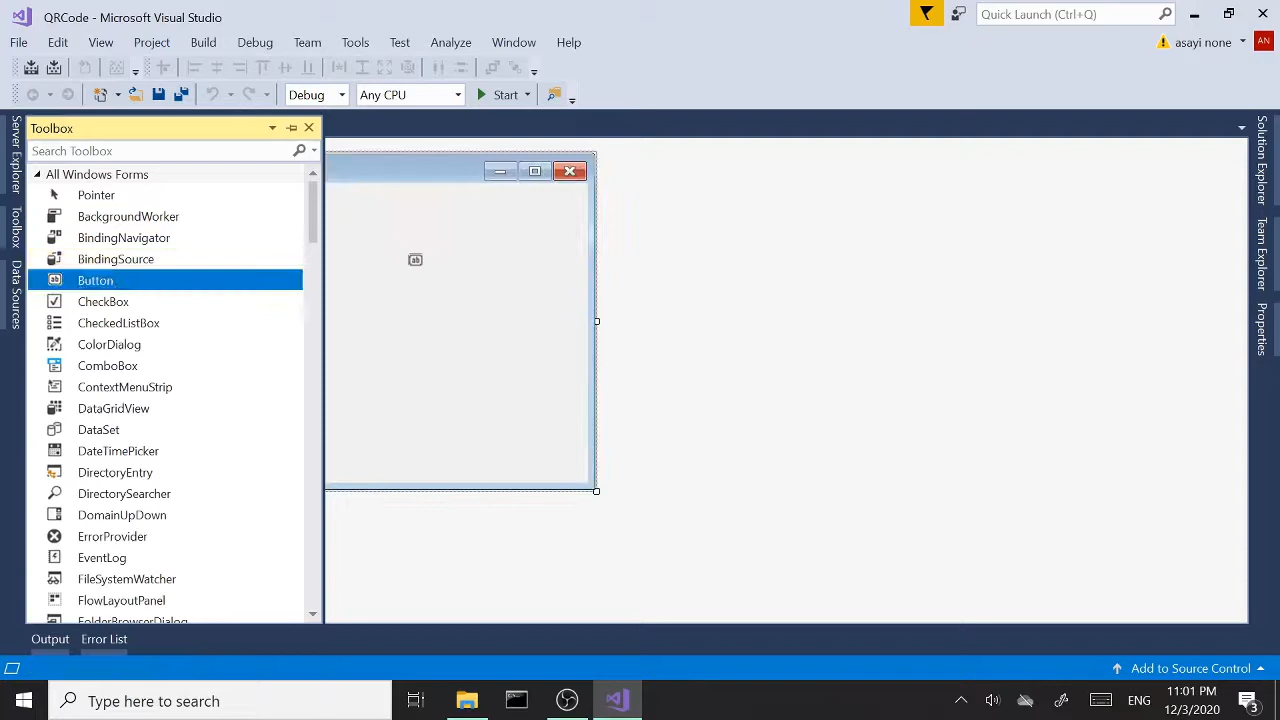 QRCode - Microsoft Visual Studio
Quick Launch (Ctrl+Q)
File Edit View Project Build Debug Team Tools Test Analyze Window Help
asayi none
AN
Debug
Any CPU
Start
Server Explorer
Toolbox
Data Sources
Toolbox
Search Toolbox
All Windows Forms
Pointer
BackgroundWorker
BindingNavigator
BindingSource
Button
CheckBox
CheckedListBox
ColorDialog
ComboBox
ContextMenuStrip
DataGridView
DataSet
DateTimePicker
DirectoryEntry
DirectorySearcher
DomainUpDown
ErrorProvider
EventLog
FileSystemWatcher
FlowLayoutPanel
FolderBrowserDialog
ab
Solution Explorer
Team Explorer
Properties
Output Error List
Add to Source Control
Type here to search
ENG
11:01 PM
12/3/2020
3